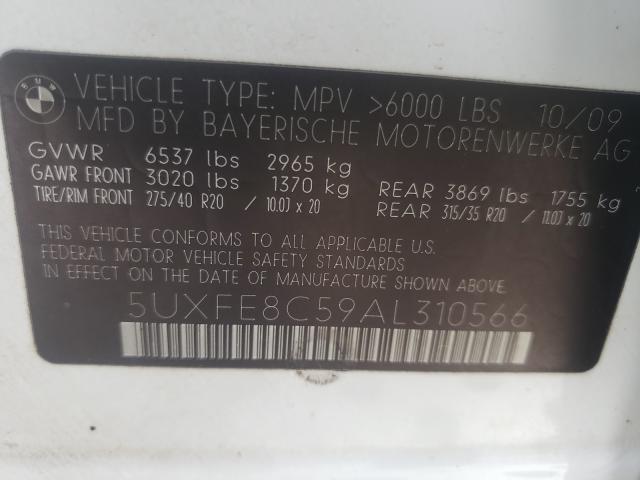 BMW
VEHICLE TYPE: MPV >6000 LBS 10/09
MFD BY BAYERISCHE MOTORENWERKE AG
GVWR 6537 lbs 2965 kg
GAWR FRONT 3020 lbs 1370 kg REAR 3869 lbs 1755 kg
TIRE/RIM FRONT 275/40 R20 / 10.0J x 20 REAR 315/35 R20 / 11.0J x 20
THIS VEHICLE CONFORMS TO ALL APPLICABLE U.S.
FEDERAL MOTOR VEHICLE SAFETY STANDARDS
IN EFFECT ON THE DATE OF MANUFACTURE SHOWN ABOVE.
5UXFE8C59AL310566